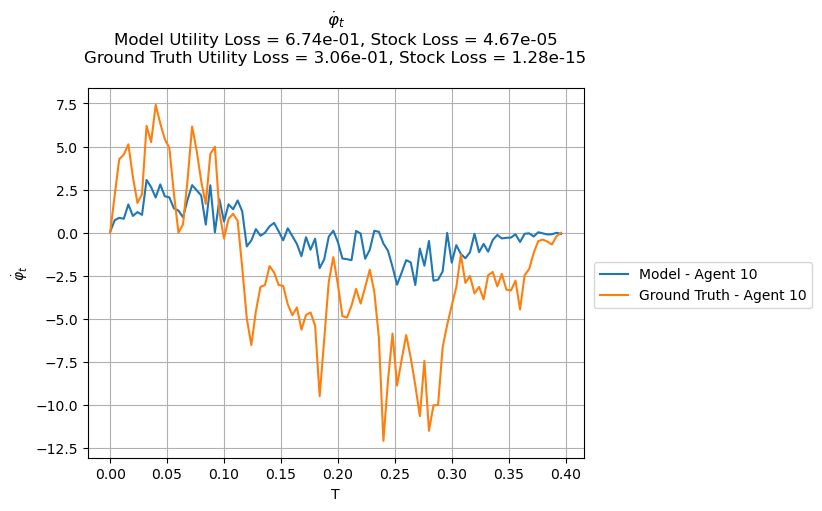 φ̇ₜ
Model Utility Loss = 6.74e-01, Stock Loss = 4.67e-05
Ground Truth Utility Loss = 3.06e-01, Stock Loss = 1.28e-15
7.5
5.0
2.5
0.0
−2.5
−5.0
−7.5
−10.0
−12.5
φ̇ₜ
0.00 0.05 0.10 0.15 0.20 0.25 0.30 0.35 0.40
T
Model - Agent 10
Ground Truth - Agent 10